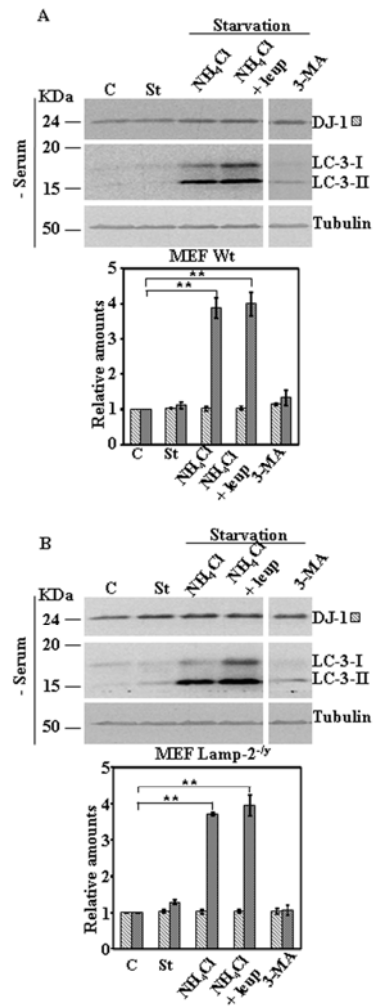 A
Starvation
C St NH4Cl NH4Cl + leup 3-MA
KDa
24 DJ-1
20
LC-3-I
15 LC-3-II
50 Tubulin
- Serum
MEF Wt
**
**
Relative amounts
5
4
3
2
1
0
C St NH4Cl NH4Cl + leup 3-MA
B
Starvation
C St NH4Cl NH4Cl + leup 3-MA
KDa
24 DJ-1
20
LC-3-I
15 LC-3-II
50 Tubulin
- Serum
MEF Lamp-2-/y
**
**
Relative amounts
5
4
3
2
1
0
C St NH4Cl NH4Cl + leup 3-MA